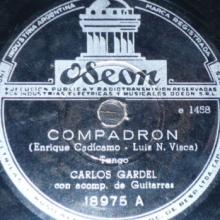 INDUSTRIA ARGENTINA
MARCA REGISTRADA
Odeon
EJECUCION PUBLICA Y RADIOTRANSMISION RESERVADAS
INDUSTRIAS ELECTRICAS Y MUSICALES ODEON S.R.L.
e 1458
COMPADRON
(Enrique Cadicamo - Luis N. Visca)
Tango
CARLOS GARDEL
con acomp. de Guitarras
18975 A